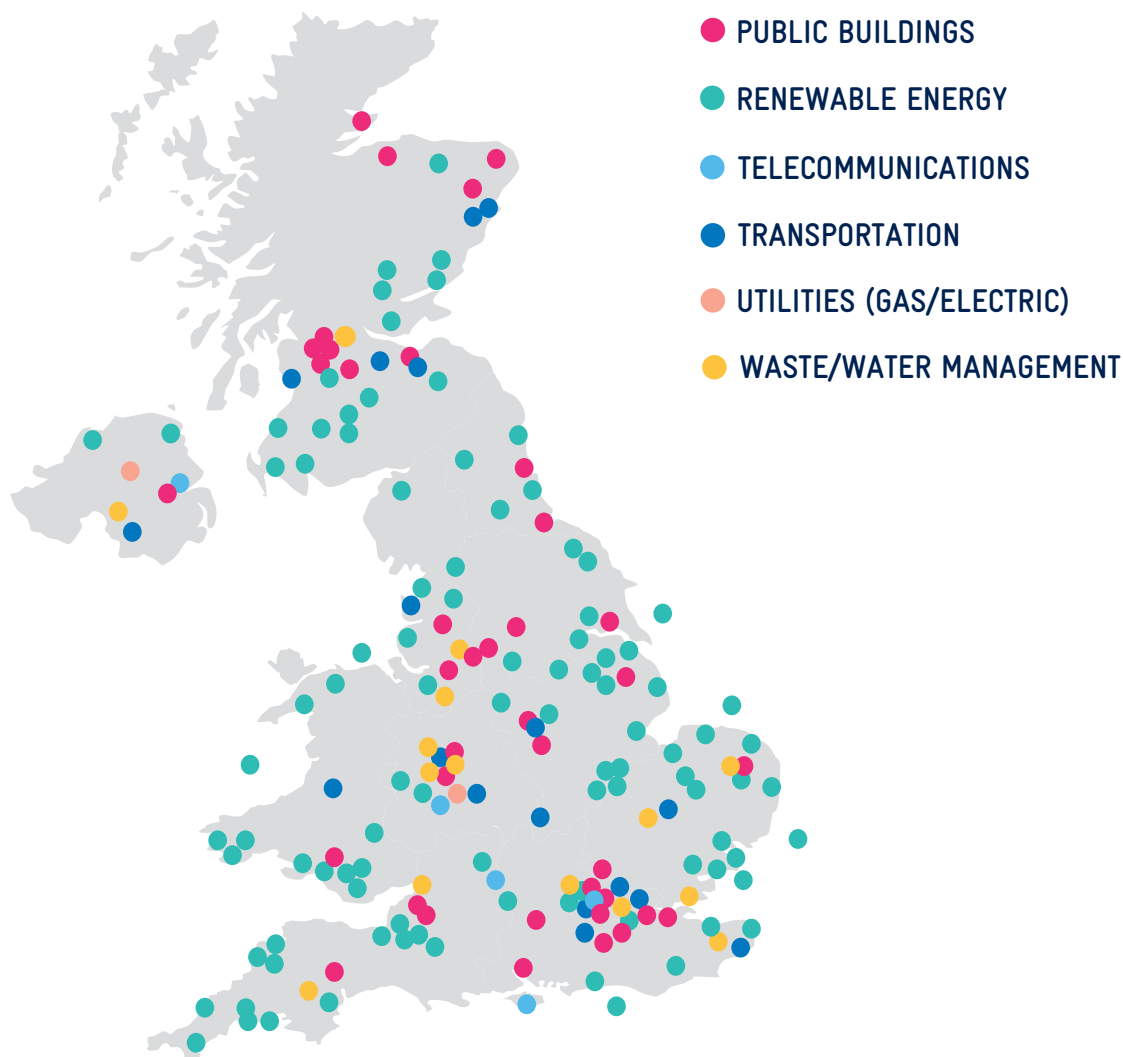 PUBLIC BUILDINGS
RENEWABLE ENERGY
TELECOMMUNICATIONS
TRANSPORTATION
UTILITIES (GAS/ELECTRIC)
WASTE/WATER MANAGEMENT